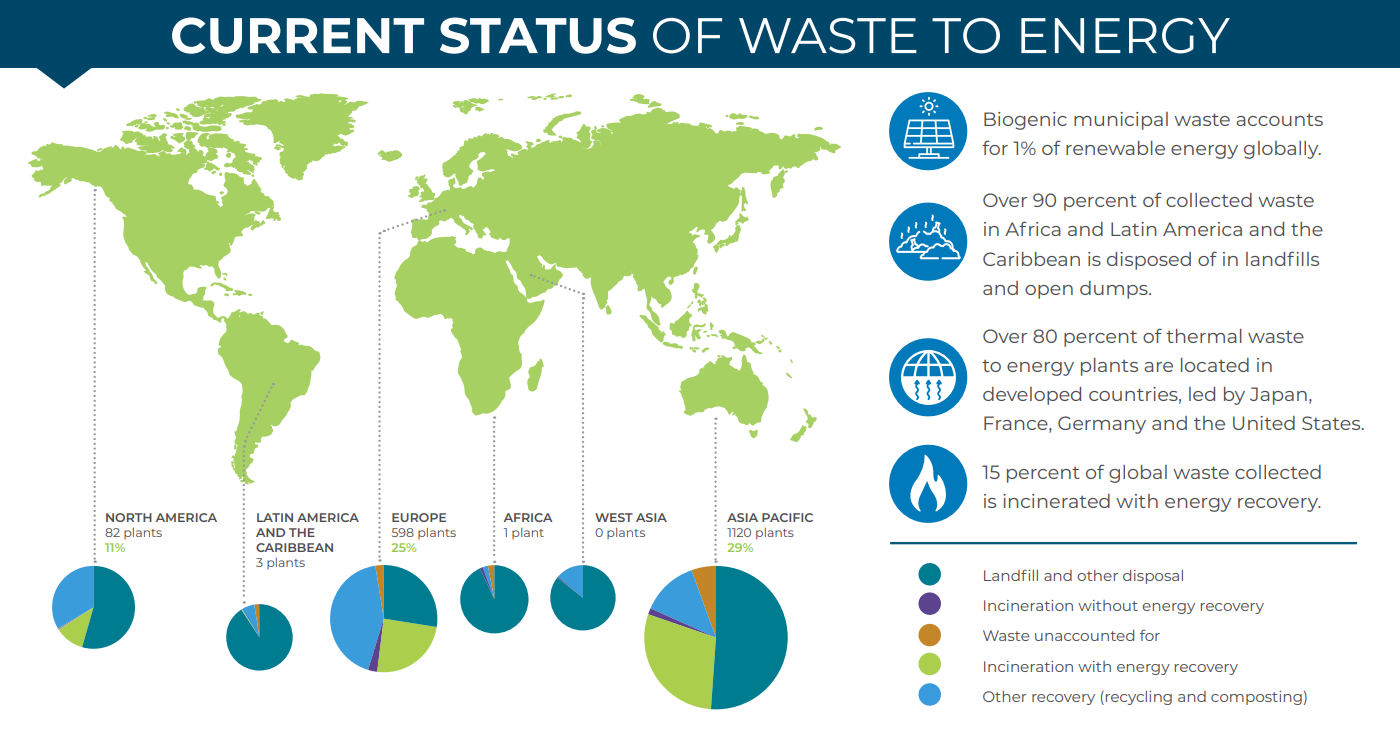 CURRENT STATUS OF WASTE TO ENERGY
NORTH AMERICA
82 plants
11%
LATIN AMERICA
AND THE
CARIBBEAN
3 plants
EUROPE
598 plants
25%
AFRICA
1 plant
WEST ASIA
0 plants
ASIA PACIFIC
1120 plants
29%
Biogenic municipal waste accounts
for 1% of renewable energy globally.
Over 90 percent of collected waste
in Africa and Latin America and the
Caribbean is disposed of in landfills
and open dumps.
Over 80 percent of thermal waste
to energy plants are located in
developed countries, led by Japan,
France, Germany and the United States.
15 percent of global waste collected
is incinerated with energy recovery.
Landfill and other disposal
Incineration without energy recovery
Waste unaccounted for
Incineration with energy recovery
Other recovery (recycling and composting)